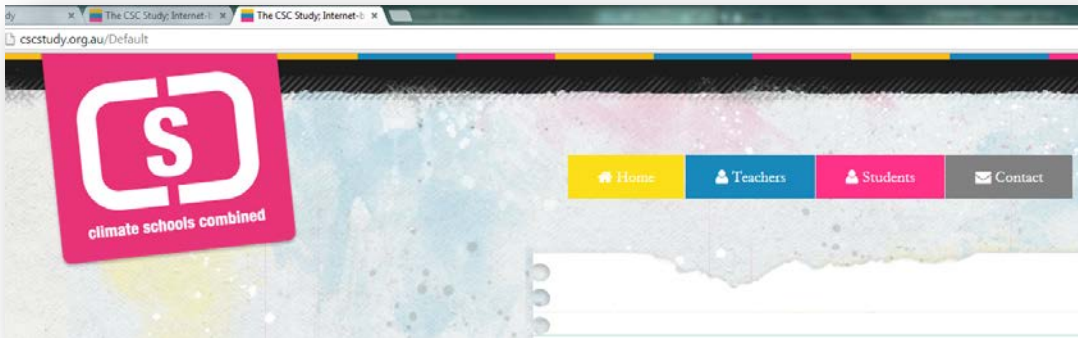 dy The CSC Study; Internet-b The CSC Study; Internet-b
cscstudy.org.au/Default
S
climate schools combined
Home Teachers Students Contact